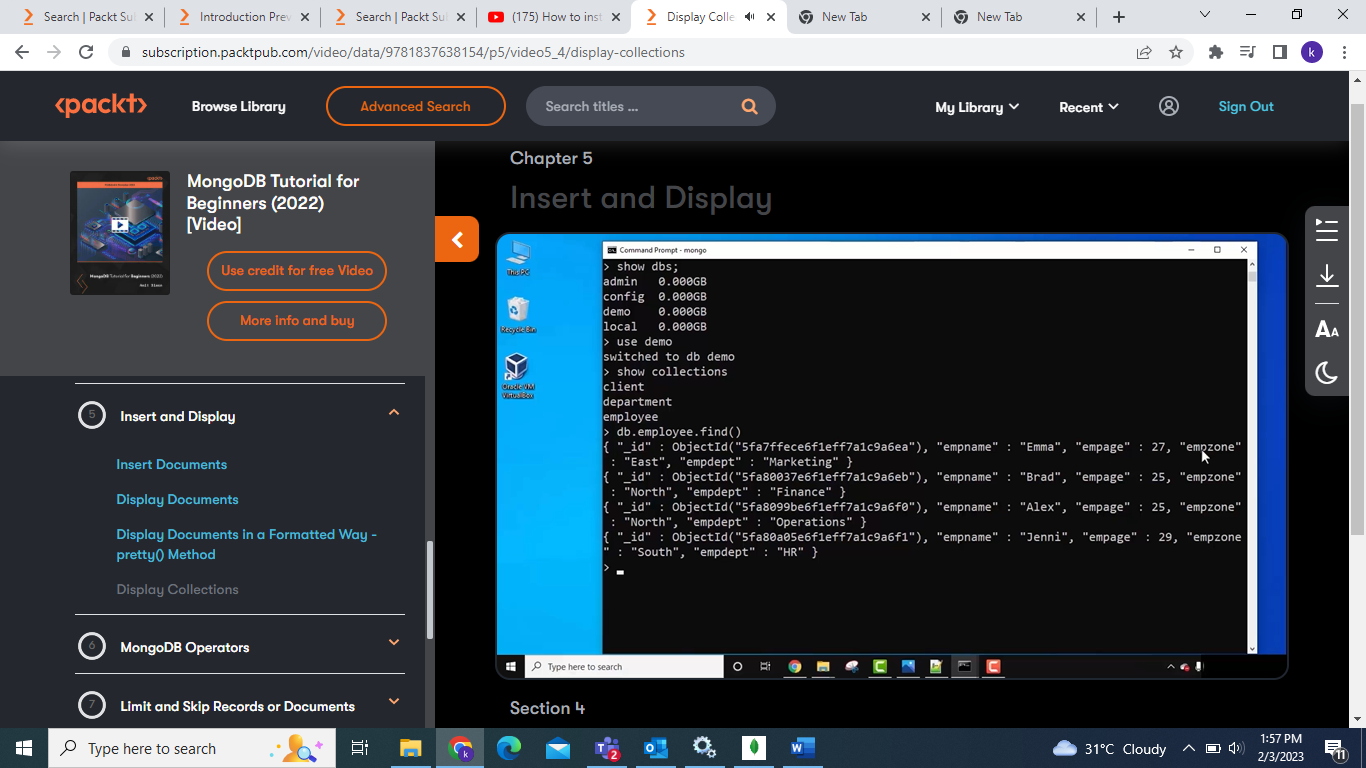 Search | Packt Su
Introduction Prev
Search | Packt Su
(175) How to inst
Display Colle
New Tab
New Tab
subscription.packtpub.com/video/data/9781837638154/p5/video5_4/display-collections
k
<packt>
Browse Library
Advanced Search
Search titles ...
My Library
Recent
Sign Out
MongoDB Tutorial for
Beginners (2022)
[Video]
Use credit for free Video
More info and buy
5
Insert and Display
Insert Documents
Display Documents
Display Documents in a Formatted Way -
pretty() Method
Display Collections
6
MongoDB Operators
7
Limit and Skip Records or Documents
Chapter 5
Insert and Display
This PC
Recycle Bin
Oracle VM
VirtualBox
Command Prompt - mongo
> show dbs;
admin 0.000GB
config 0.000GB
demo 0.000GB
local 0.000GB
> use demo
switched to db demo
> show collections
client
department
employee
> db.employee.find()
{ "_id" : ObjectId("5fa7ffece6f1eff7a1c9a6ea"), "empname" : "Emma", "empage" : 27, "empzone"
: "East", "empdept" : "Marketing" }
{ "_id" : ObjectId("5fa80037e6f1eff7a1c9a6eb"), "empname" : "Brad", "empage" : 25, "empzone"
: "North", "empdept" : "Finance" }
{ "_id" : ObjectId("5fa8099be6f1eff7a1c9a6f0"), "empname" : "Alex", "empage" : 25, "empzone"
: "North", "empdept" : "Operations" }
{ "_id" : ObjectId("5fa80a05e6f1eff7a1c9a6f1"), "empname" : "Jenni", "empage" : 29, "empzone
" : "South", "empdept" : "HR" }
>
Type here to search
AA
Section 4
Type here to search
k
2
31°C Cloudy
1:57 PM
2/3/2023
11